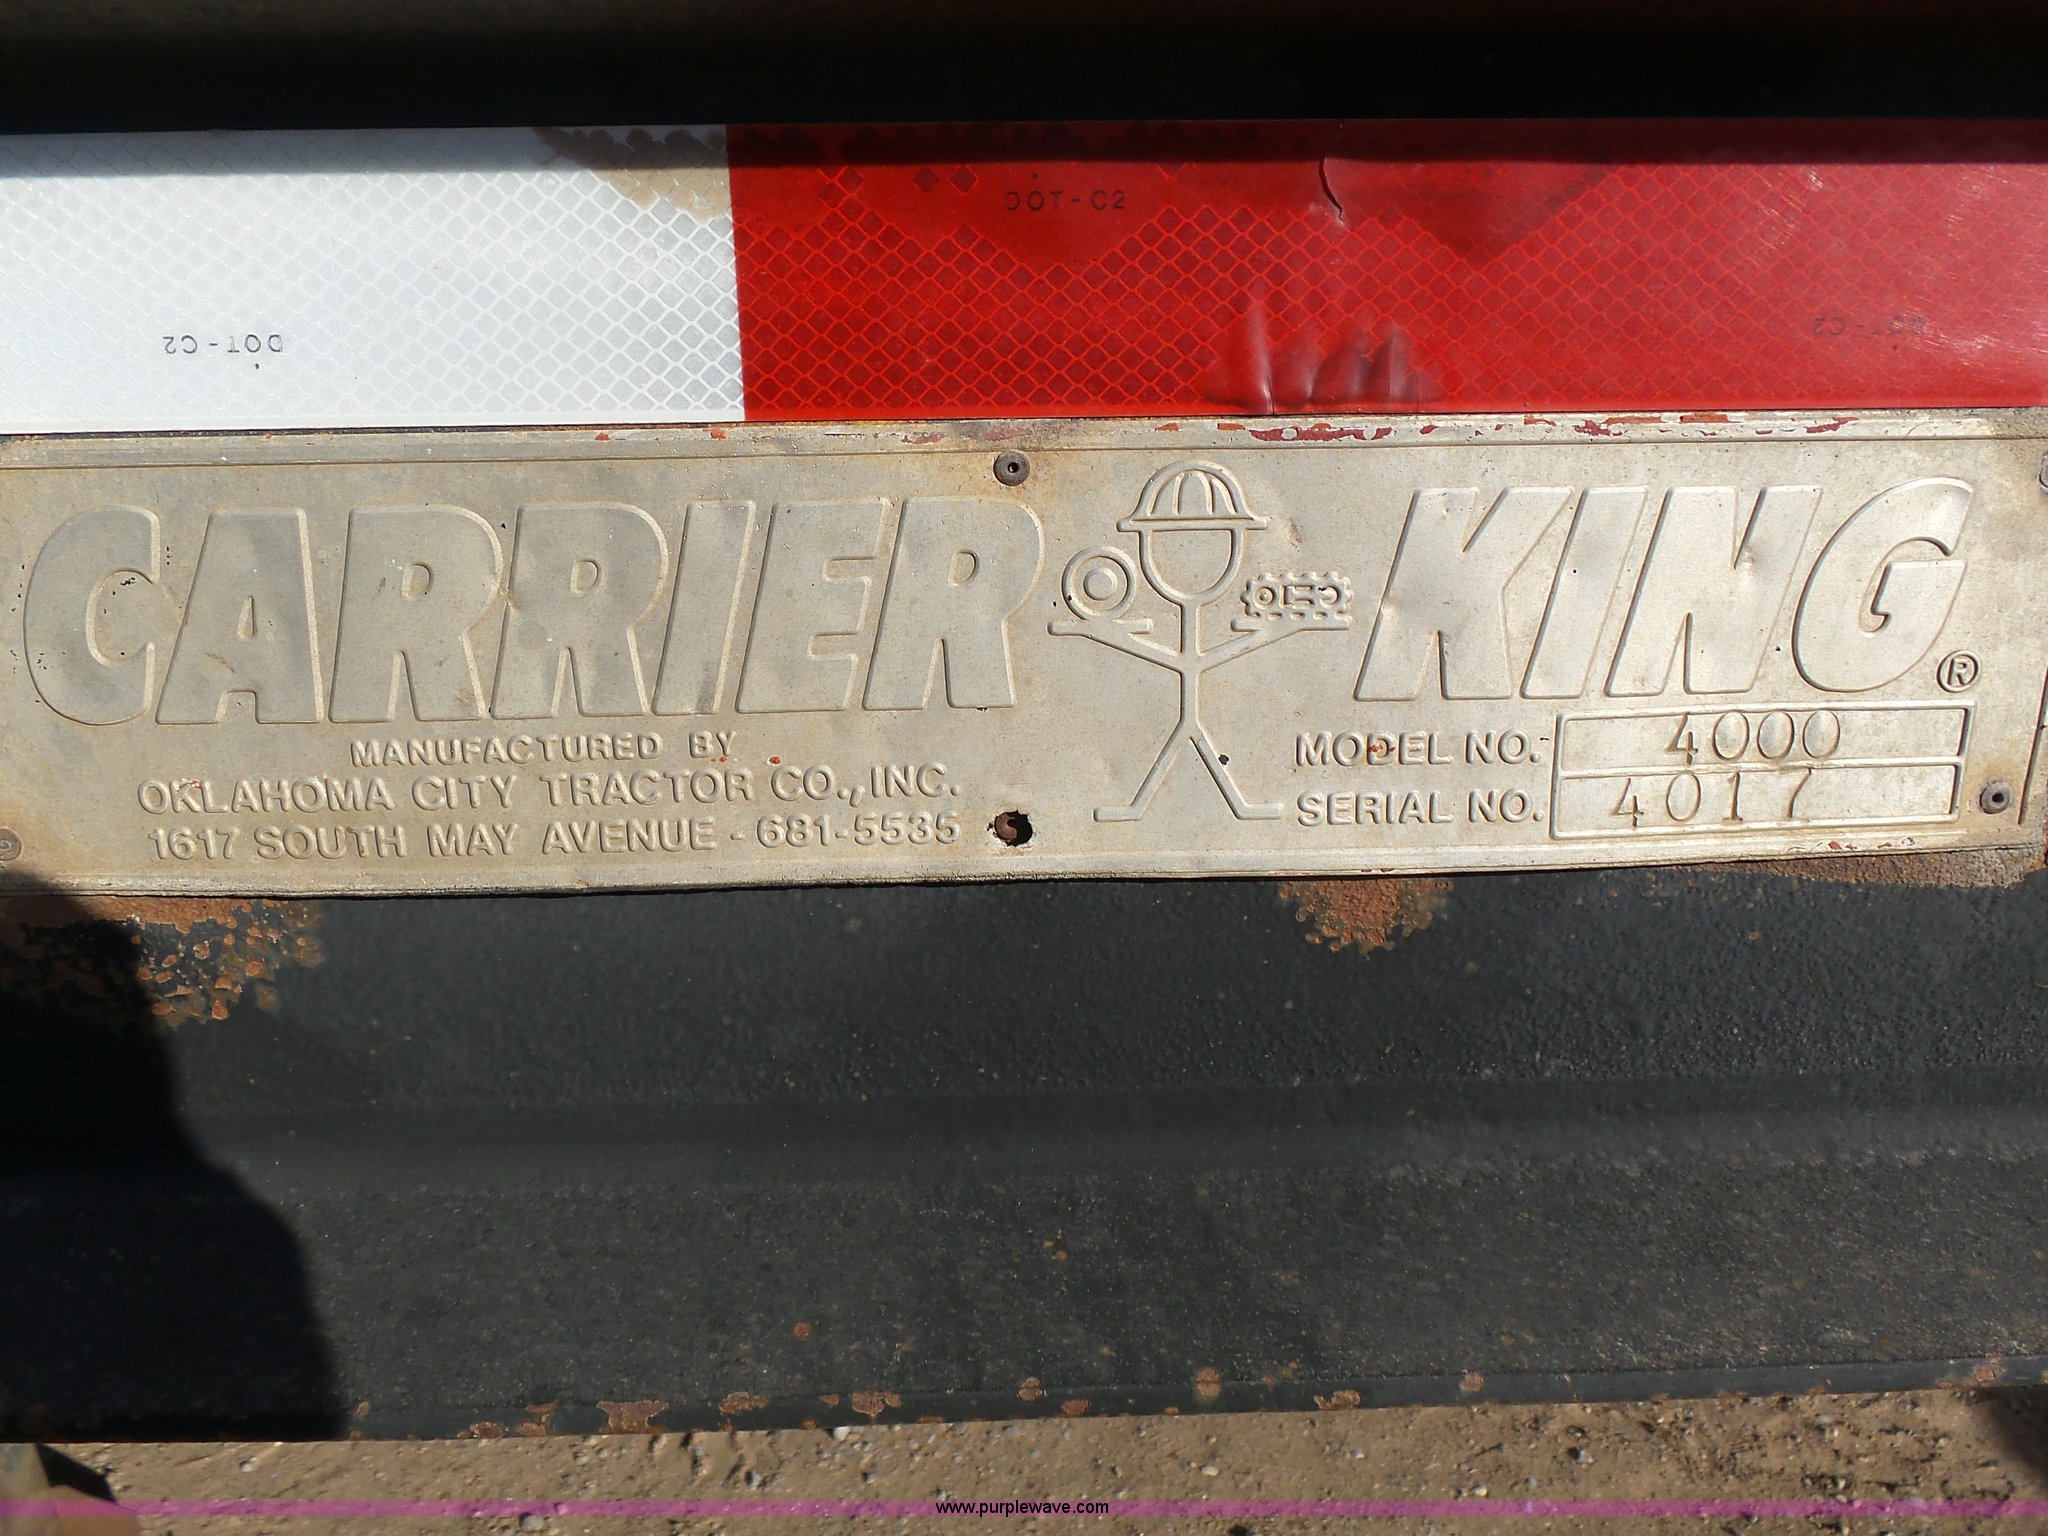 DOT-C2
DOT-C2
DOT-C2
CARRIER KING ®
MANUFACTURED BY
OKLAHOMA CITY TRACTOR CO., INC.
1617 SOUTH MAY AVENUE - 681-5535
MODEL NO. 4000
SERIAL NO. 4017
www.purplewave.com